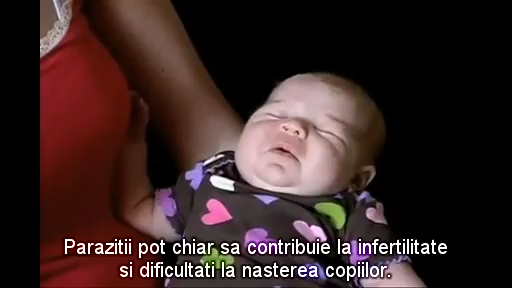 Parazitii pot chiar sa contribuie la infertilitate
si dificultati la nasterea copiilor.